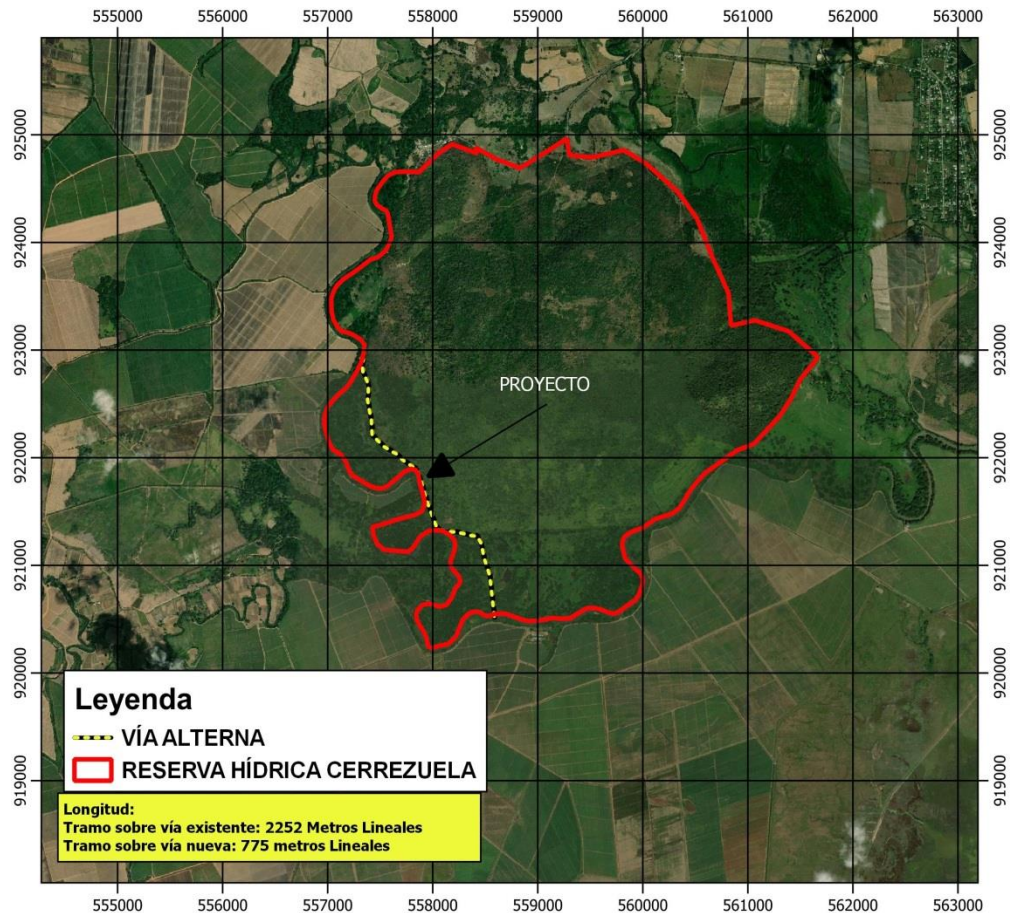 555000 556000 557000 558000 559000 560000 561000 562000 563000
925000 925000
924000 924000
923000 923000
PROYECTO
922000 922000
921000 921000
920000 920000
Leyenda
VÍA ALTERNA
RESERVA HÍDRICA CERREZUELA
919000 919000
Longitud:
Tramo sobre vía existente: 2252 Metros Lineales
Tramo sobre vía nueva: 775 metros Lineales
555000 556000 557000 558000 559000 560000 561000 562000 563000